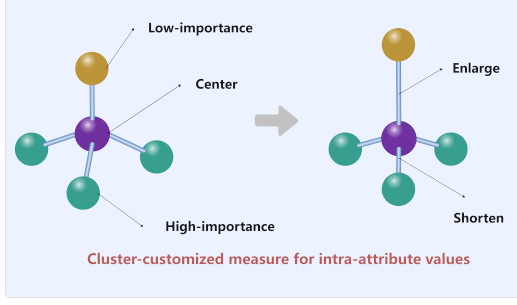 Low-importance
Center
Enlarge
High-importance
Shorten
Cluster-customized measure for intra-attribute values